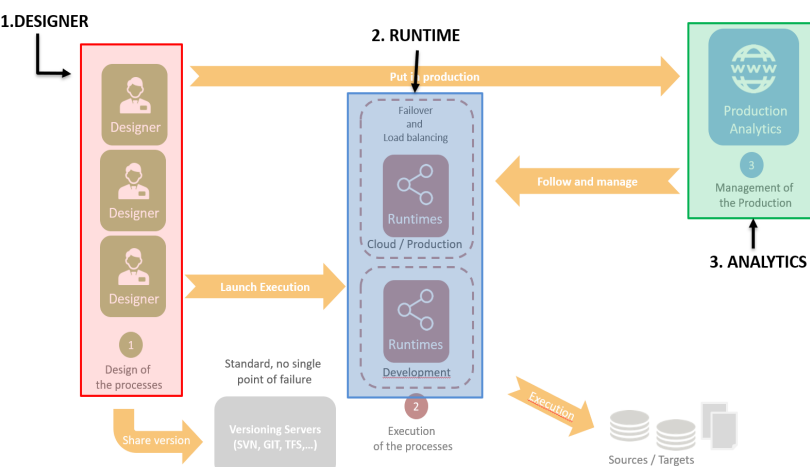 1.DESIGNER
2. RUNTIME
Put in production
Designer
Designer
Designer
1
Design of
the processes
Failover
and
Load balancing
Runtimes
Cloud / Production
Runtimes
Development
2
Execution
of the processes
WWW
Production
Analytics
3
Management of
the Production
3. ANALYTICS
Follow and manage
Launch Execution
Standard, no single
point of failure
Share version
Versioning Servers
(SVN, GIT, TFS,...)
Execution
Sources / Targets